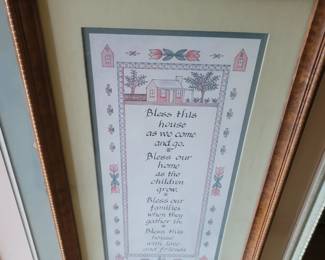 Bless this
house
as we come
and go.
Bless our
home
as the
children
grow.
Bless our
families
when they
gather in.
Bless this
house
with love
and friends